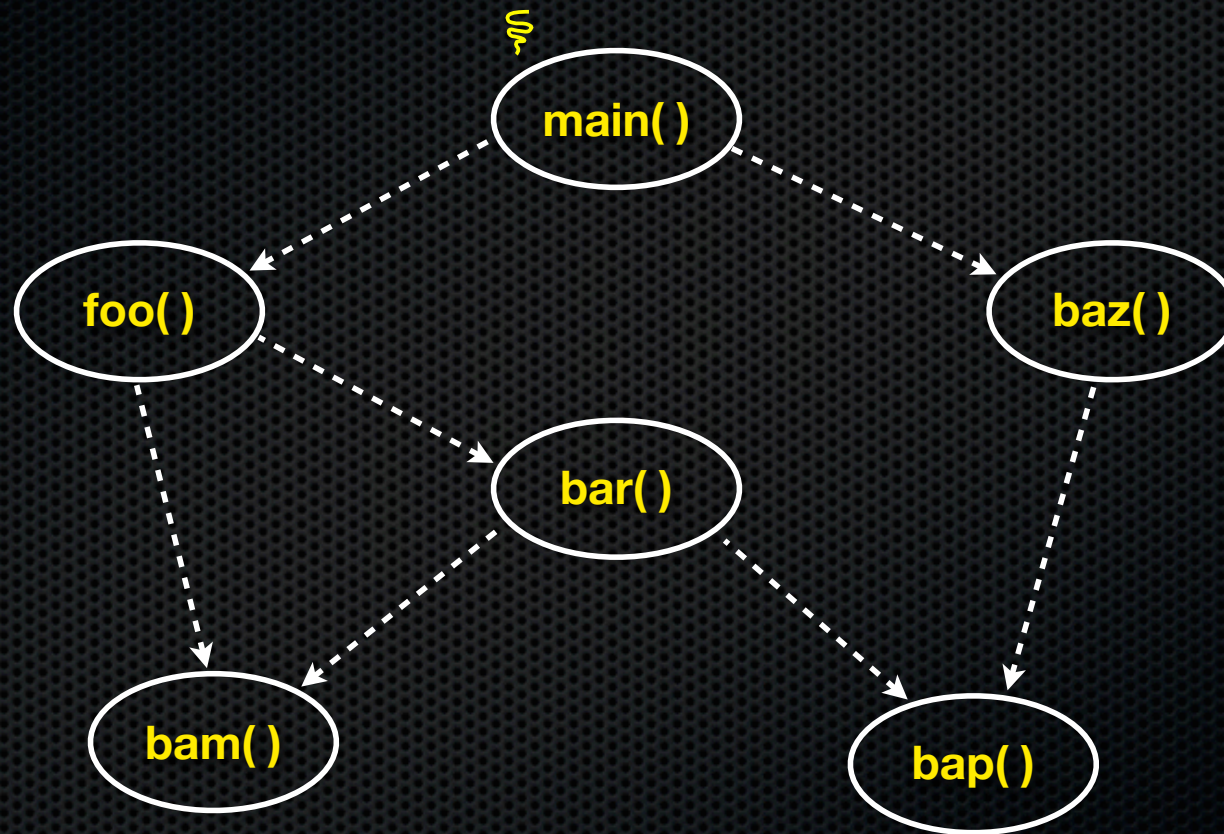 main( )
foo( )
baz( )
bar( )
bam( )
bap( )